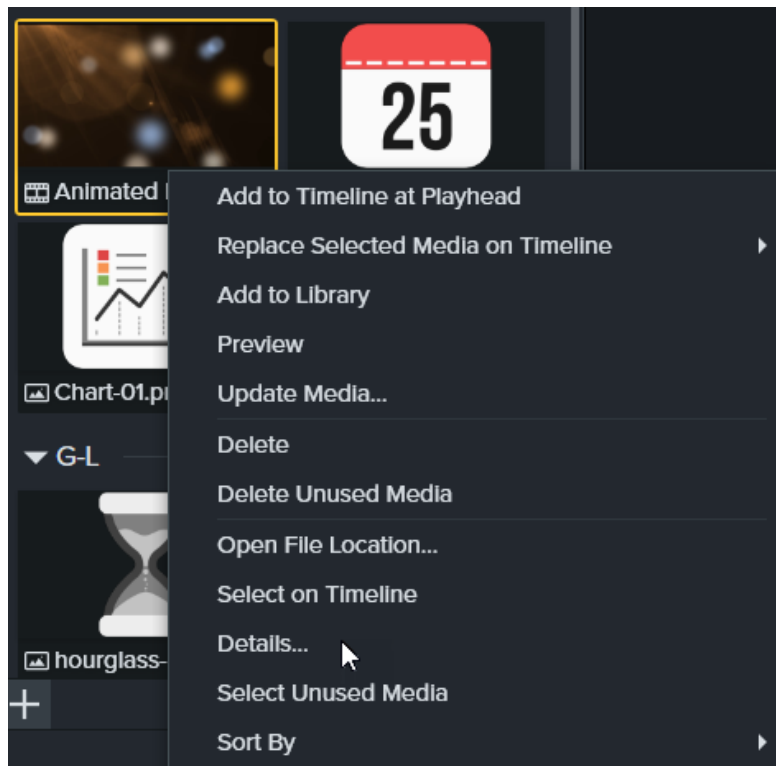 25
Animated
Chart-01.p
G-L
hourglass-
Add to Timeline at Playhead
Replace Selected Media on Timeline
Add to Library
Preview
Update Media...
Delete
Delete Unused Media
Open File Location...
Select on Timeline
Details...
Select Unused Media
Sort By